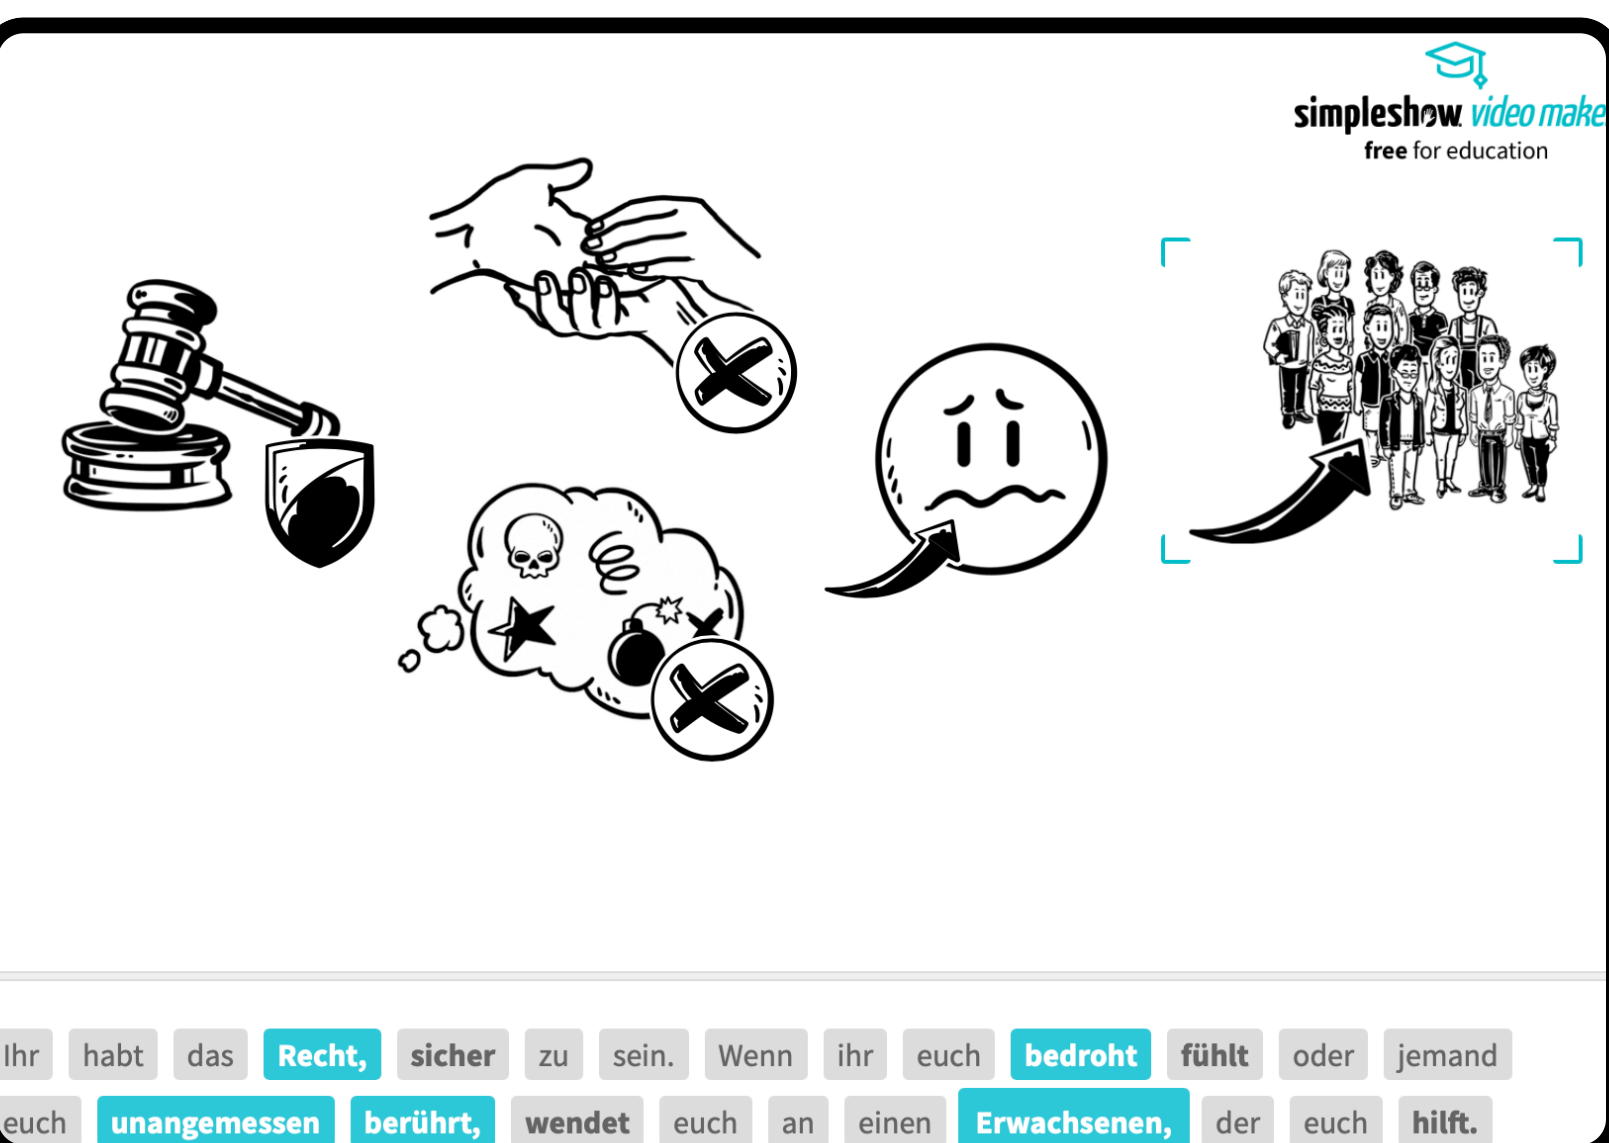 simpleshow video make
free for education
Ihr habt das Recht, sicher zu sein. Wenn ihr euch bedroht fühlt oder jemand
euch unangemessen berührt, wendet euch an einen Erwachsenen, der euch hilft.